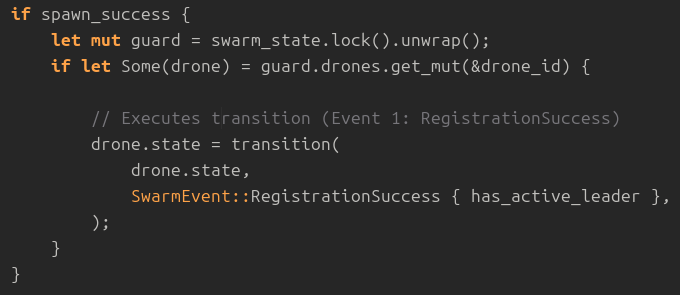 if spawn_success {
    let mut guard = swarm_state.lock().unwrap();
    if let Some(drone) = guard.drones.get_mut(&drone_id) {

        // Executes transition (Event 1: RegistrationSuccess)
        drone.state = transition(
            drone.state,
            SwarmEvent::RegistrationSuccess { has_active_leader },
        );
    }
}